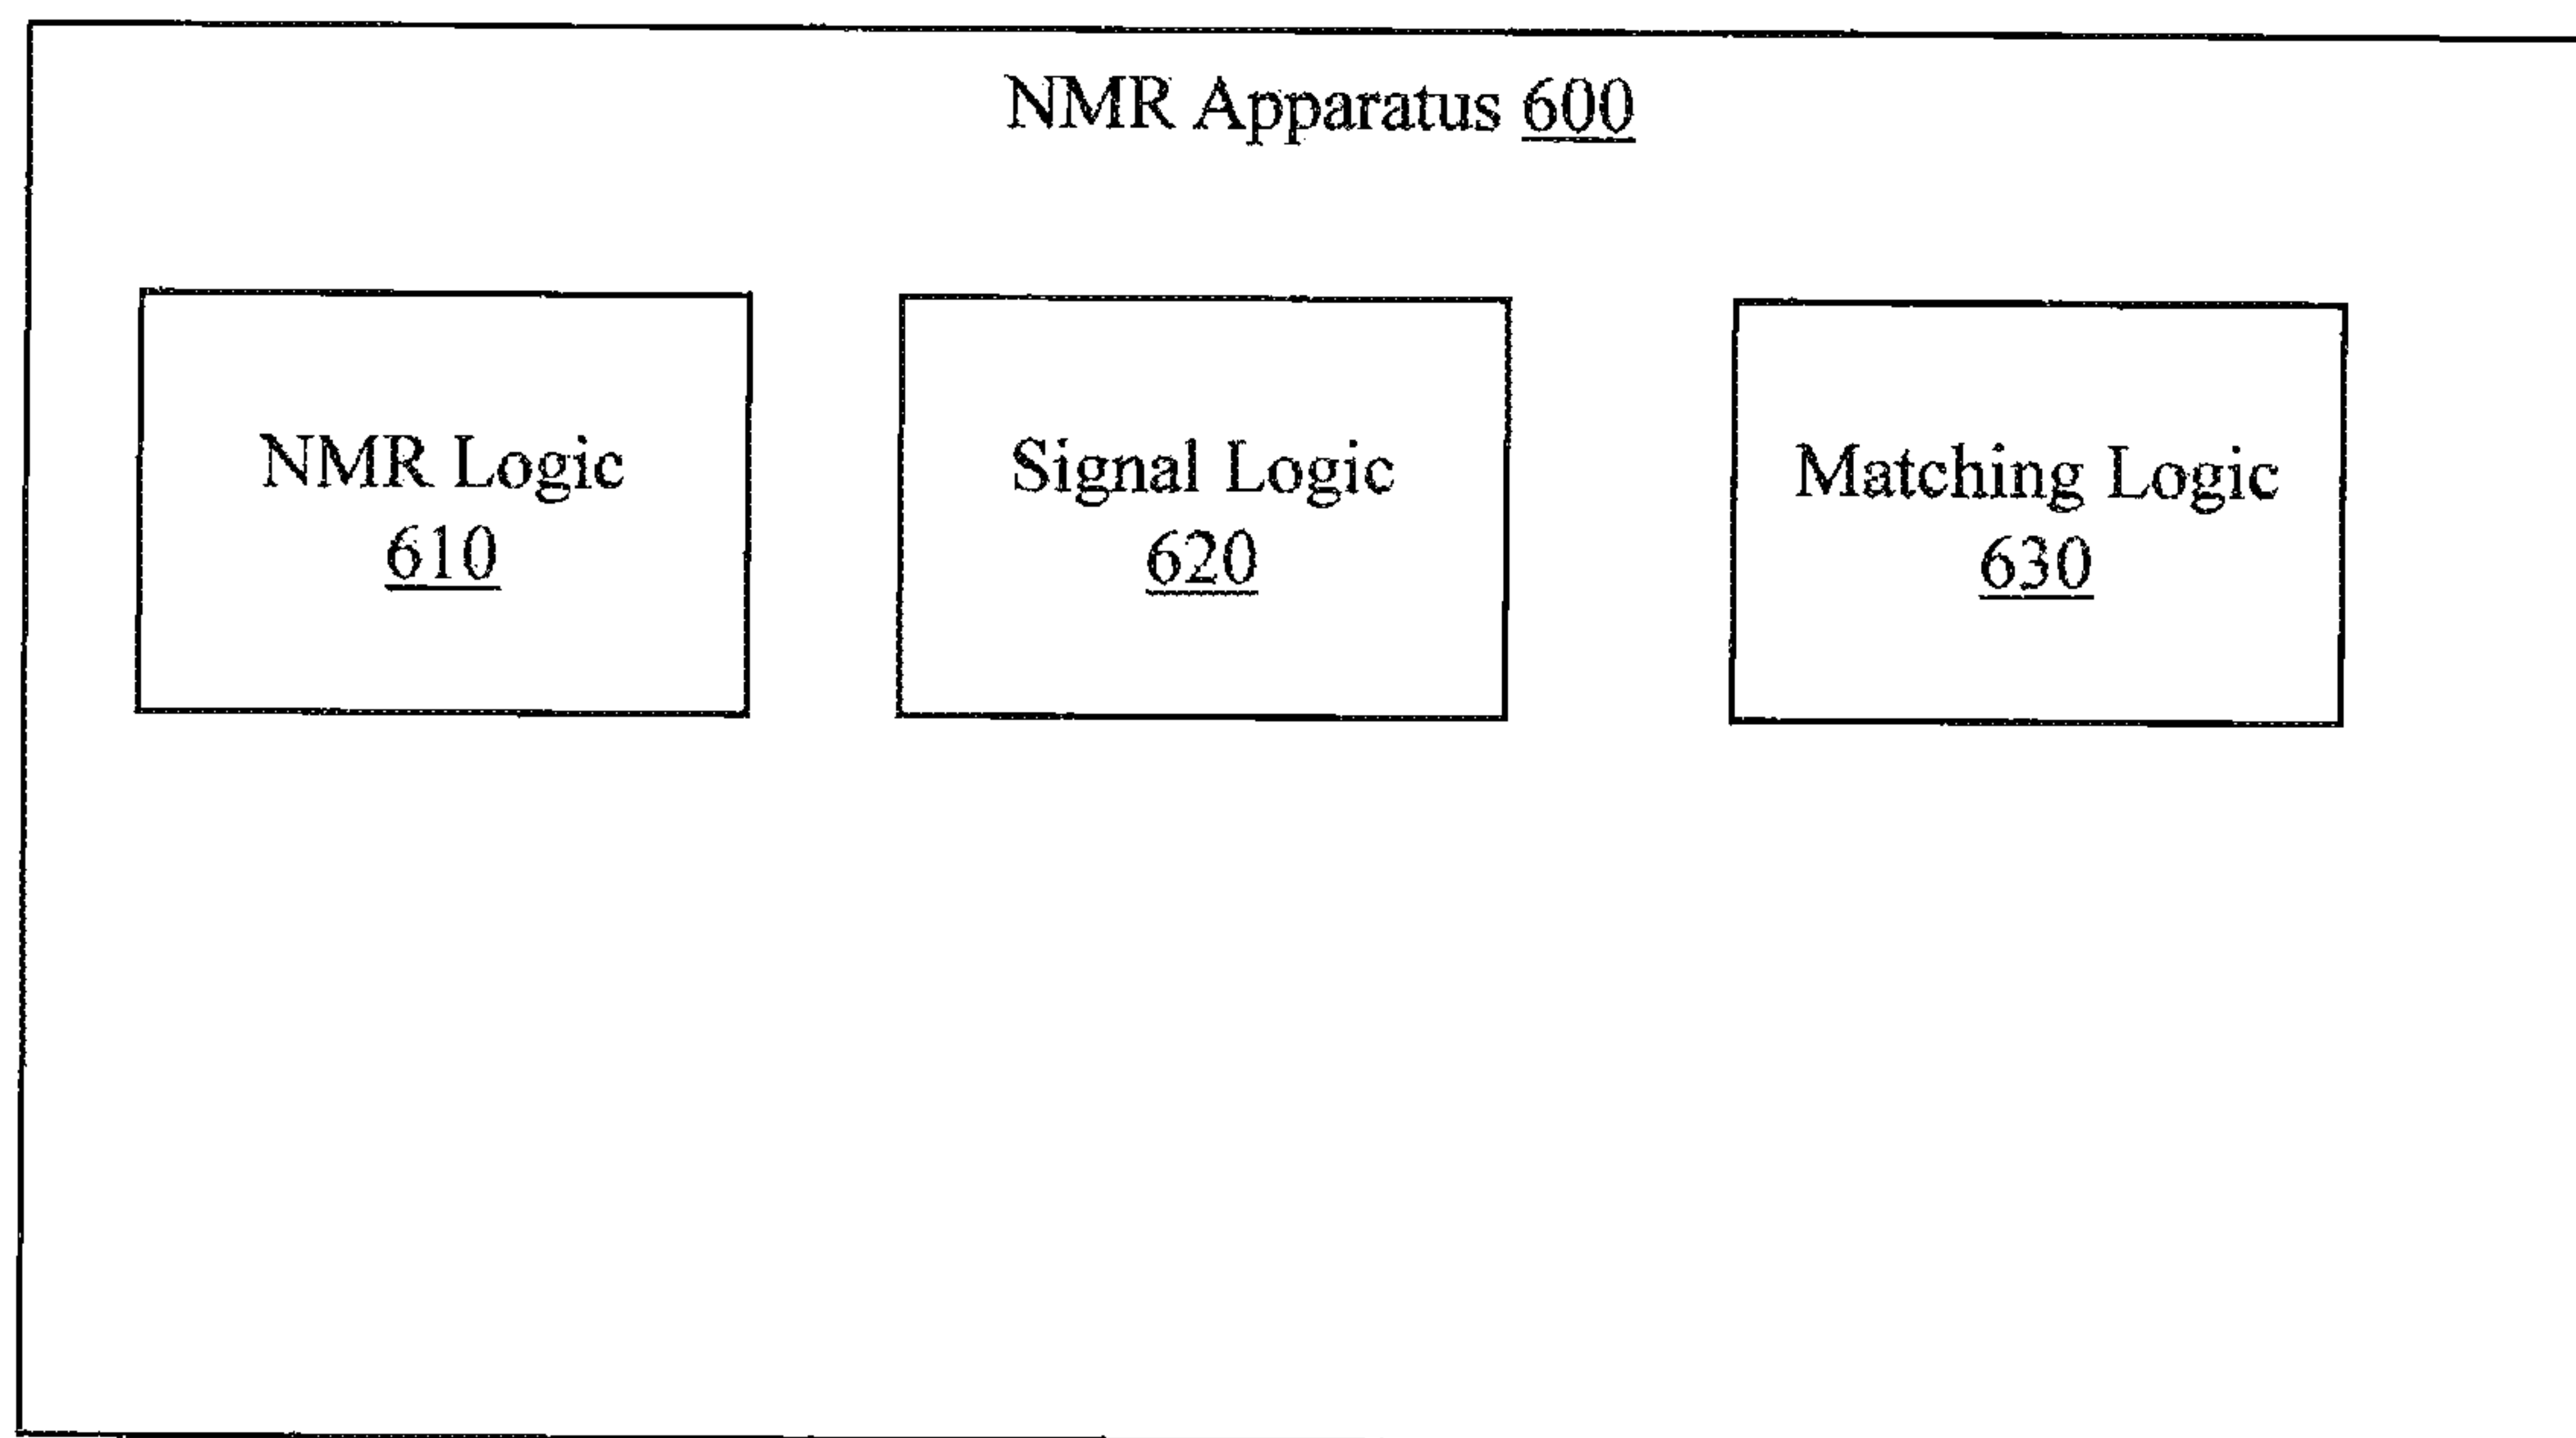 NMR Apparatus 600
NMR Logic
610
Signal Logic
620
Matching Logic
630